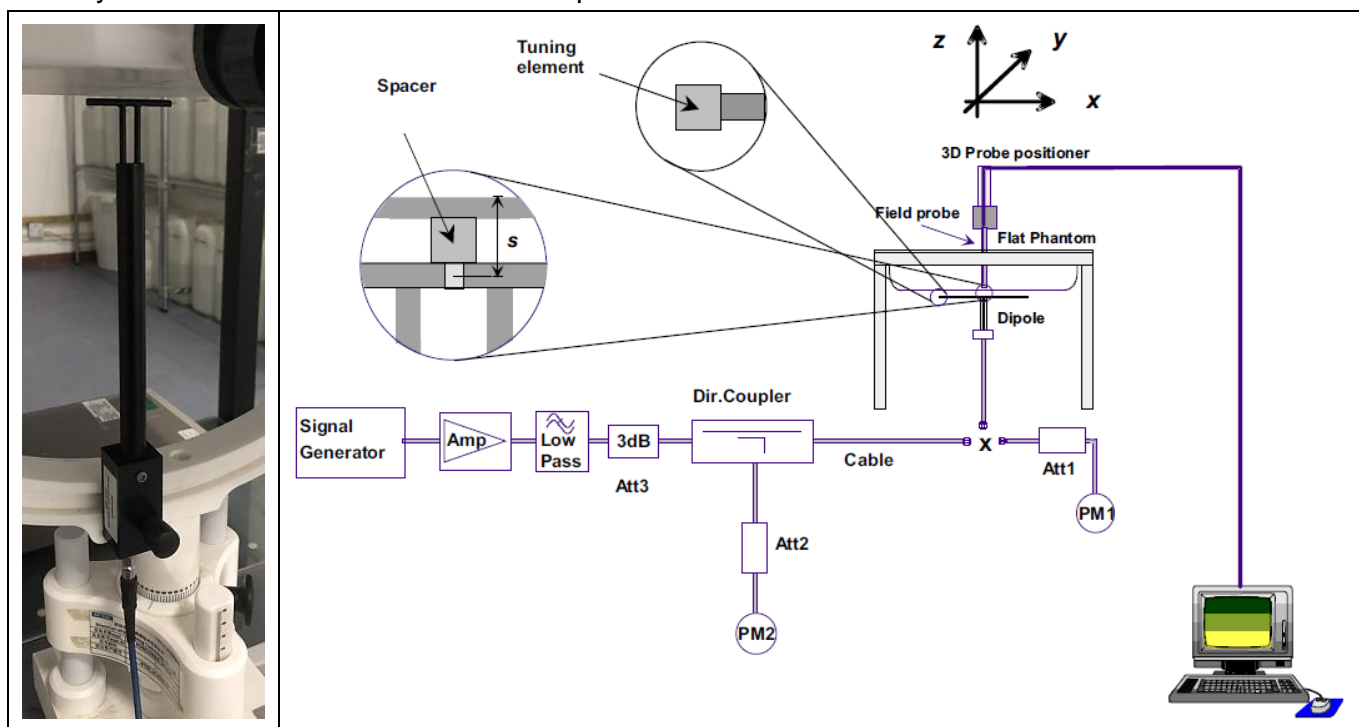 Tuning
element
Spacer
s
z
y
x
3D Probe positioner
Field probe
Flat Phantom
Dipole
Signal
Generator
Amp
Low
Pass
3dB
Att3
Dir.Coupler
Cable
X
Att1
PM1
Att2
PM2